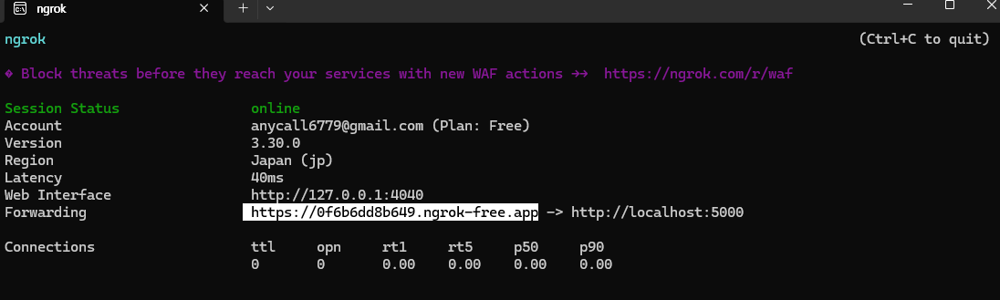 ngrok
ngrok (Ctrl+C to quit)
� Block threats before they reach your services with new WAF actions →→ https://ngrok.com/r/waf
Session Status online
Account anycall6779@gmail.com (Plan: Free)
Version 3.30.0
Region Japan (jp)
Latency 40ms
Web Interface http://127.0.0.1:4040
Forwarding https://0f6b6dd8b649.ngrok-free.app -> http://localhost:5000
Connections ttl opn rt1 rt5 p50 p90
0 0 0.00 0.00 0.00 0.00